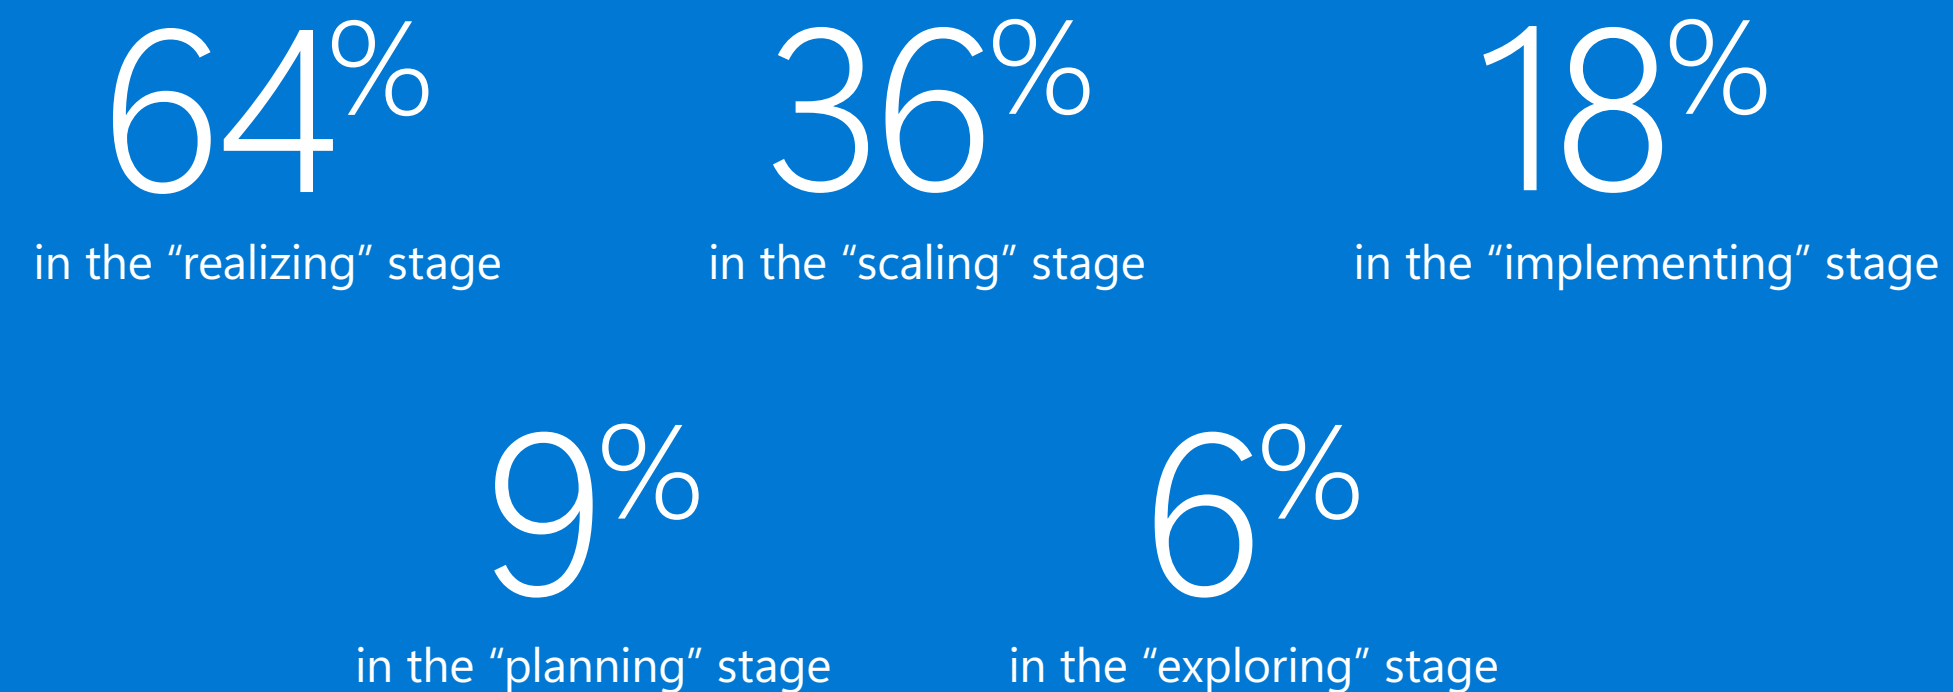 64% 36% 18%
in the “realizing” stage in the “scaling” stage in the “implementing” stage
9% 6%
in the “planning” stage in the “exploring” stage